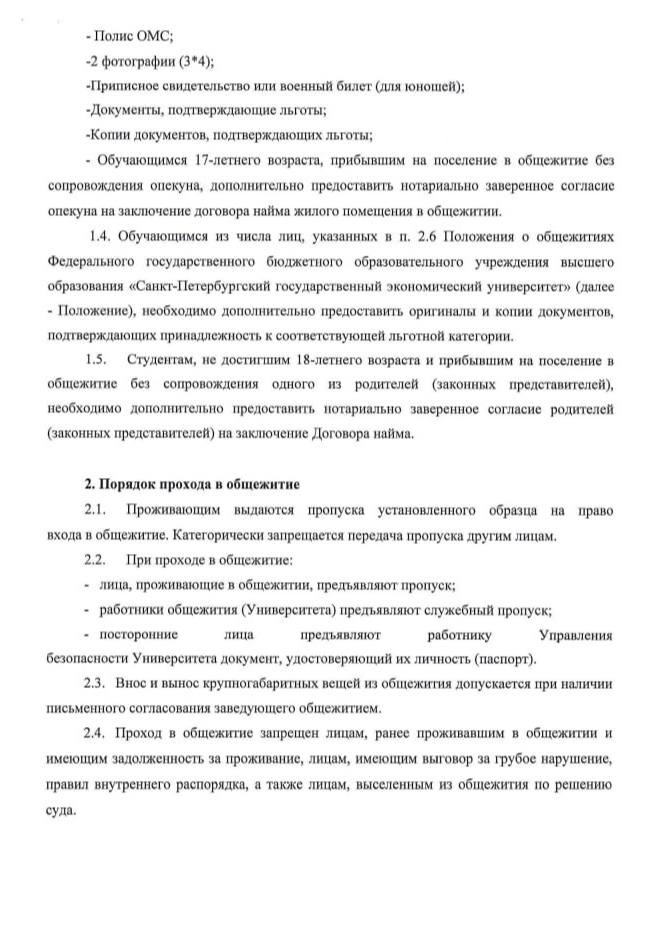 - Полис ОМС;
-2 фотографии (3*4);
-Приписное свидетельство или военный билет (для юношей);
-Документы, подтверждающие льготы;
-Копии документов, подтверждающих льготы;
- Обучающимся 17-летнего возраста, прибывшим на поселение в общежитие без
сопровождения опекуна, дополнительно предоставить нотариально заверенное согласие
опекуна на заключение договора найма жилого помещения в общежитии.
1.4. Обучающимся из числа лиц, указанных в п. 2.6 Положения о общежитиях
Федерального государственного бюджетного образовательного учреждения высшего
образования «Санкт-Петербургский государственный экономический университет» (далее
- Положение), необходимо дополнительно предоставить оригиналы и копии документов,
подтверждающих принадлежность к соответствующей льготной категории.
1.5. Студентам, не достигшим 18-летнего возраста и прибывшим на поселение в
общежитие без сопровождения одного из родителей (законных представителей),
необходимо дополнительно предоставить нотариально заверенное согласие родителей
(законных представителей) на заключение Договора найма.
2. Порядок прохода в общежитие
2.1. Проживающим выдаются пропуска установленного образца на право
входа в общежитие. Категорически запрещается передача пропуска другим лицам.
2.2. При проходе в общежитие:
- лица, проживающие в общежитии, предъявляют пропуск;
- работники общежития (Университета) предъявляют служебный пропуск;
- посторонние лица предъявляют работнику Управления
безопасности Университета документ, удостоверяющий их личность (паспорт).
2.3. Внос и вынос крупногабаритных вещей из общежития допускается при наличии
письменного согласования заведующего общежитием.
2.4. Проход в общежитие запрещен лицам, ранее проживавшим в общежитии и
имеющим задолженность за проживание, лицам, имеющим выговор за грубое нарушение,
правил внутреннего распорядка, а также лицам, выселенным из общежития по решению
суда.